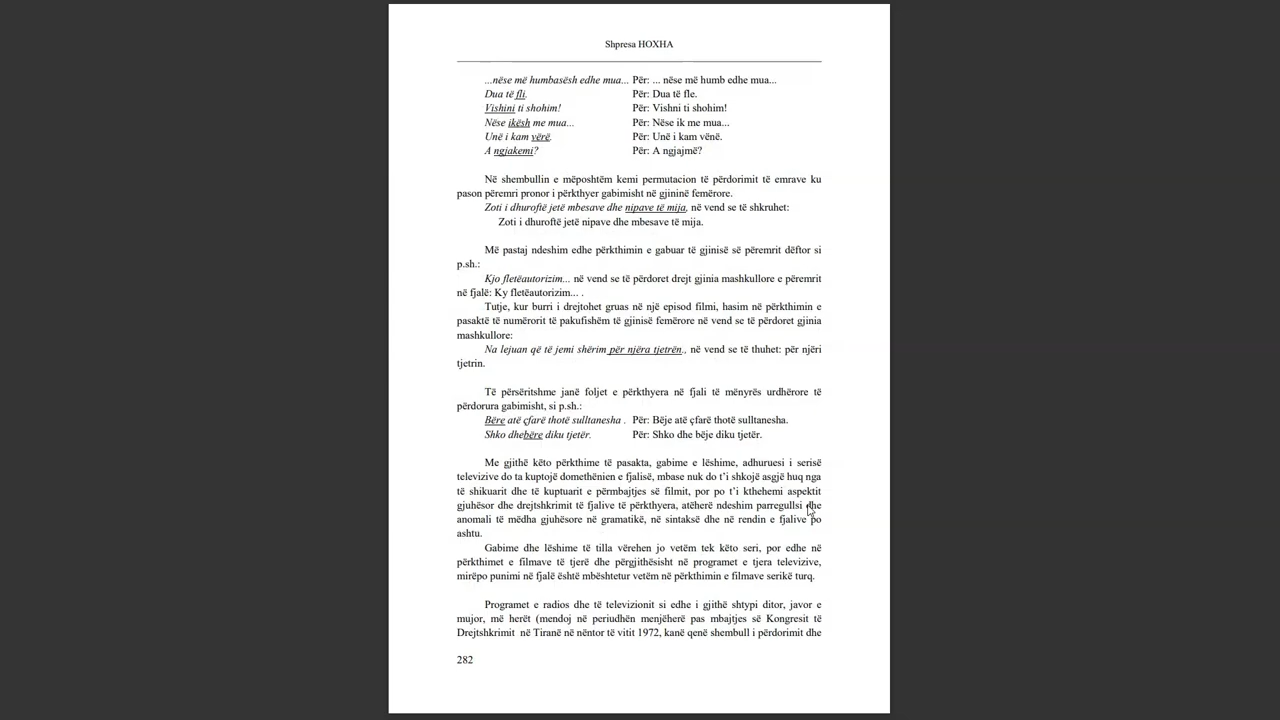 Shpresa HOXHA
...nëse më humbasësh edhe mua... Për: ... nëse më humb edhe mua...
Dua të fli. Për: Dua të fle.
Vishini ti shohim! Për: Vishni ti shohim!
Nëse ikësh me mua... Për: Nëse ik me mua...
Unë i kam vërë. Për: Unë i kam vënë.
A ngjakemi? Për: A ngjajmë?
Në shembullin e mëposhtëm kemi permutacion të përdorimit të emrave ku
pason përemri pronor i përkthyer gabimisht në gjininë femërore.
Zoti i dhuroftë jetë mbesave dhe nipave të mija, në vend se të shkruhet:
Zoti i dhuroftë jetë nipave dhe mbesave të mija.
Më pastaj ndeshim edhe përkthimin e gabuar të gjinisë së përemrit dëftor si
p.sh.:
Kjo fletëautorizim... në vend se të përdoret drejt gjinia mashkullore e përemrit
në fjalë: Ky fletëautorizim... .
Tutje, kur burri i drejtohet gruas në një episod filmi, hasim në përkthimin e
pasaktë të numërorit të pakufishëm të gjinisë femërore në vend se të përdoret gjinia
mashkullore:
Na lejuan që të jemi shërim për njëra tjetrën., në vend se të thuhet: për njëri
tjetrin.
Të përsëritshme janë foljet e përkthyera në fjali të mënyrës urdhërore të
përdorura gabimisht, si p.sh.:
Bëre atë çfarë thotë sulltanesha . Për: Bëje atë çfarë thotë sulltanesha.
Shko dhebëre diku tjetër. Për: Shko dhe bëje diku tjetër.
Me gjithë këto përkthime të pasakta, gabime e lëshime, adhuruesi i serisë
televizive do ta kuptojë domethënien e fjalisë, mbase nuk do t’i shkojë asgjë huq nga
të shikuarit dhe të kuptuarit e përmbajtjes së filmit, por po t’i kthehemi aspektit
gjuhësor dhe drejtshkrimit të fjalive të përkthyera, atëherë ndeshim parregullsi dhe
anomali të mëdha gjuhësore në gramatikë, në sintaksë dhe në rendin e fjalive po
ashtu.
Gabime dhe lëshime të tilla vërehen jo vetëm tek këto seri, por edhe në
përkthimet e filmave të tjerë dhe përgjithësisht në programet e tjera televizive,
mirëpo punimi në fjalë është mbështetur vetëm në përkthimin e filmave serikë turq.
Programet e radios dhe të televizionit si edhe i gjithë shtypi ditor, javor e
mujor, më herët (mendoj në periudhën menjëherë pas mbajtjes së Kongresit të
Drejtshkrimit në Tiranë në nëntor të vitit 1972, kanë qenë shembull i përdorimit dhe
282